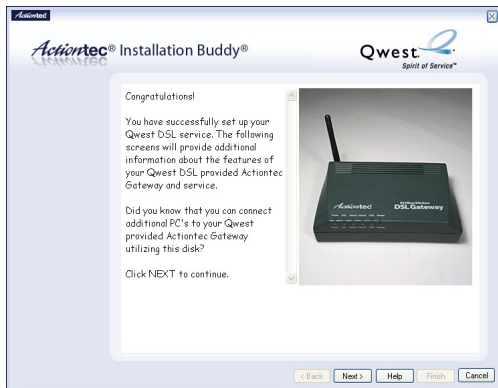 Actiontec
Actiontec® Installation Buddy®
Qwest
Spirit of Service™
Congratulations!
You have successfully set up your
Qwest DSL service. The following
screens will provide additional
information about the features of
your Qwest DSL provided Actiontec
Gateway and service.
Did you know that you can connect
additional PC's to your Qwest
provided Actiontec Gateway
utilizing this disk?
Click NEXT to continue.
Actiontec
DSL Gateway
< Back
Next >
Help
Finish
Cancel